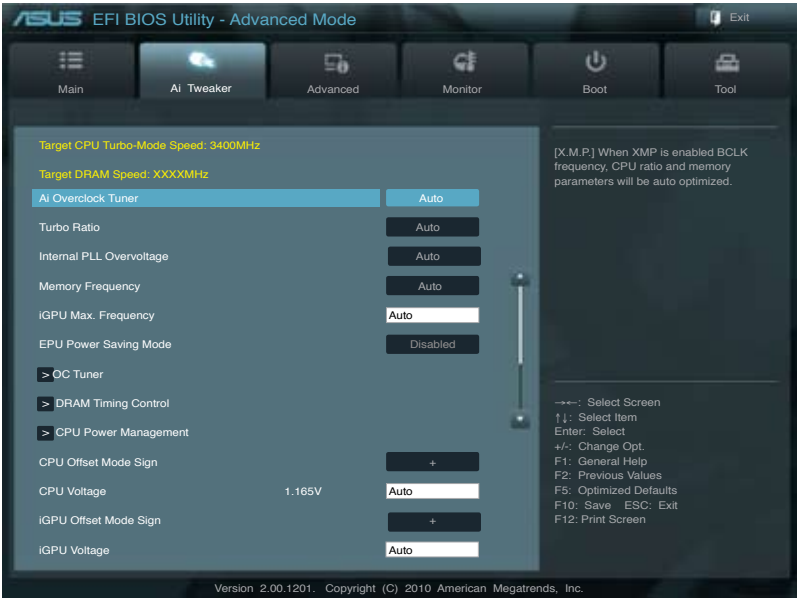 ASUS EFI BIOS Utility - Advanced Mode
Exit
Main
Ai Tweaker
Advanced
Monitor
Boot
Tool
Target CPU Turbo-Mode Speed: 3400MHz
Target DRAM Speed: XXXXMHz
Ai Overclock Tuner Auto
Turbo Ratio Auto
Internal PLL Overvoltage Auto
Memory Frequency Auto
iGPU Max. Frequency Auto
EPU Power Saving Mode Disabled
> OC Tuner
> DRAM Timing Control
> CPU Power Management
CPU Offset Mode Sign +
CPU Voltage 1.165V Auto
iGPU Offset Mode Sign +
iGPU Voltage Auto
[X.M.P.] When XMP is enabled BCLK
frequency, CPU ratio and memory
parameters will be auto optimized.
→←: Select Screen
↑↓: Select Item
Enter: Select
+/-: Change Opt.
F1: General Help
F2: Previous Values
F5: Optimized Defaults
F10: Save ESC: Exit
F12: Print Screen
Version 2.00.1201. Copyright (C) 2010 American Megatrends, Inc.